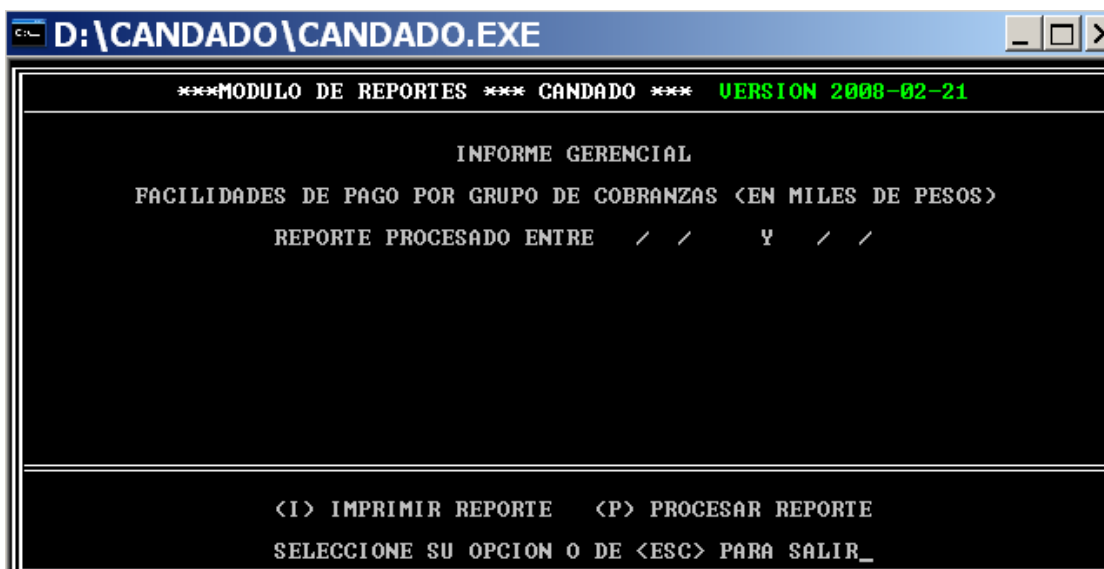 D:\CANDADO\CANDADO.EXE
***MODULO DE REPORTES *** CANDADO *** VERSION 2008-02-21
INFORME GERENCIAL
FACILIDADES DE PAGO POR GRUPO DE COBRANZAS (EN MILES DE PESOS)
REPORTE PROCESADO ENTRE / / Y / /
(I) IMPRIMIR REPORTE (P) PROCESAR REPORTE
SELECCIONE SU OPCION O DE <ESC> PARA SALIR_